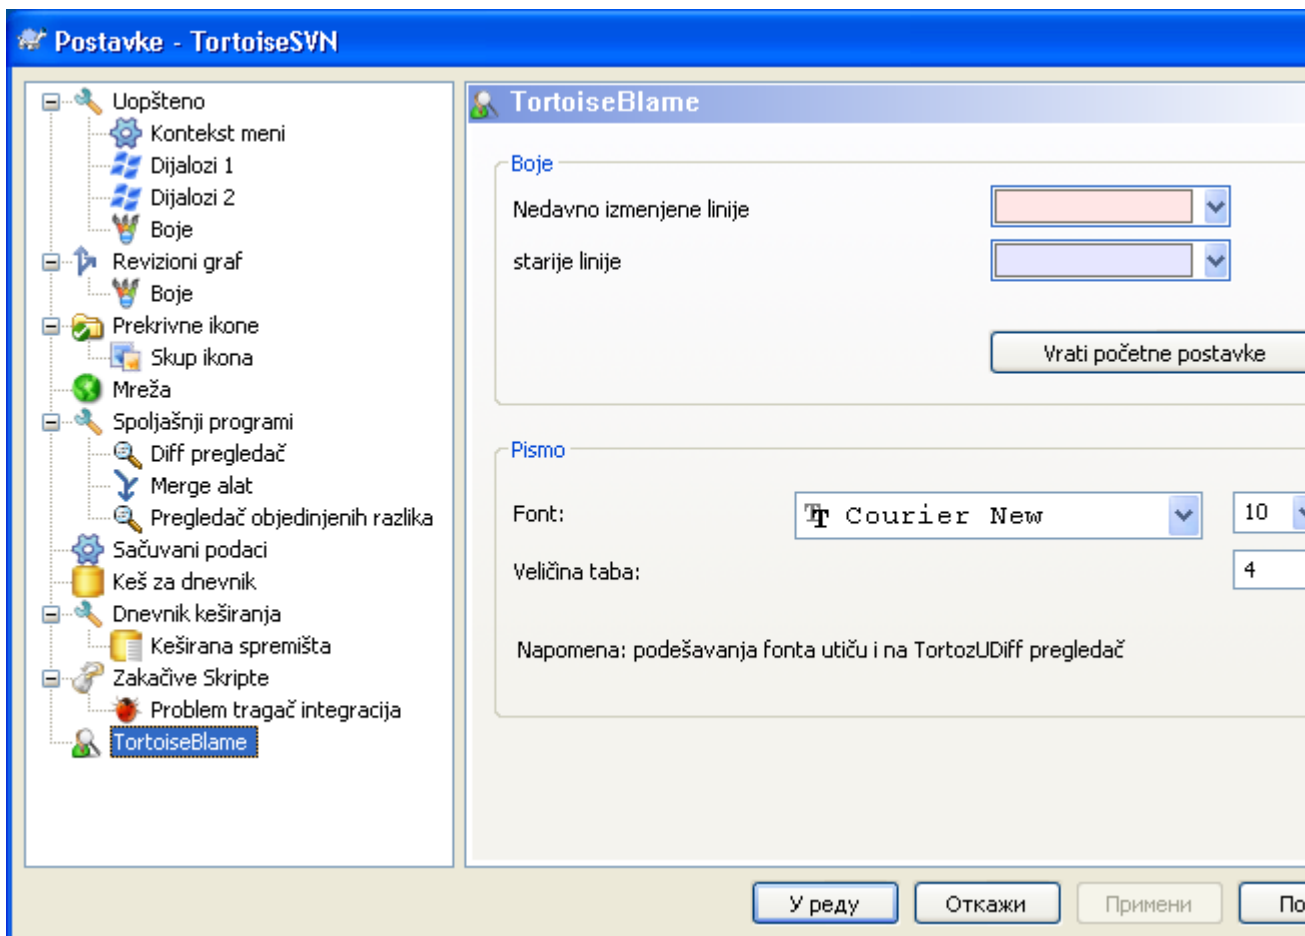 Postavke - TortoiseSVN
Uopšteno
Kontekst meni
Dijalozi 1
Dijalozi 2
Boje
Revizioni graf
Boje
Prekrivne ikone
Skup ikona
Mreža
Spoljašnji programi
Diff pregledač
Merge alat
Pregledač objedinjenih razlika
Sačuvani podaci
Keš za dnevnik
Dnevnik keširanja
Keširana spremišta
Zakačive Skripte
Problem tragač integracija
TortoiseBlame
TortoiseBlame
Boje
Nedavno izmenjene linije
starije linije
Vrati početne postavke
Pismo
Font:
Courier New
10
Veličina taba:
4
Napomena: podešavanja fonta utiču i na TortozUDiff pregledač
У реду
Откажи
Примени
По